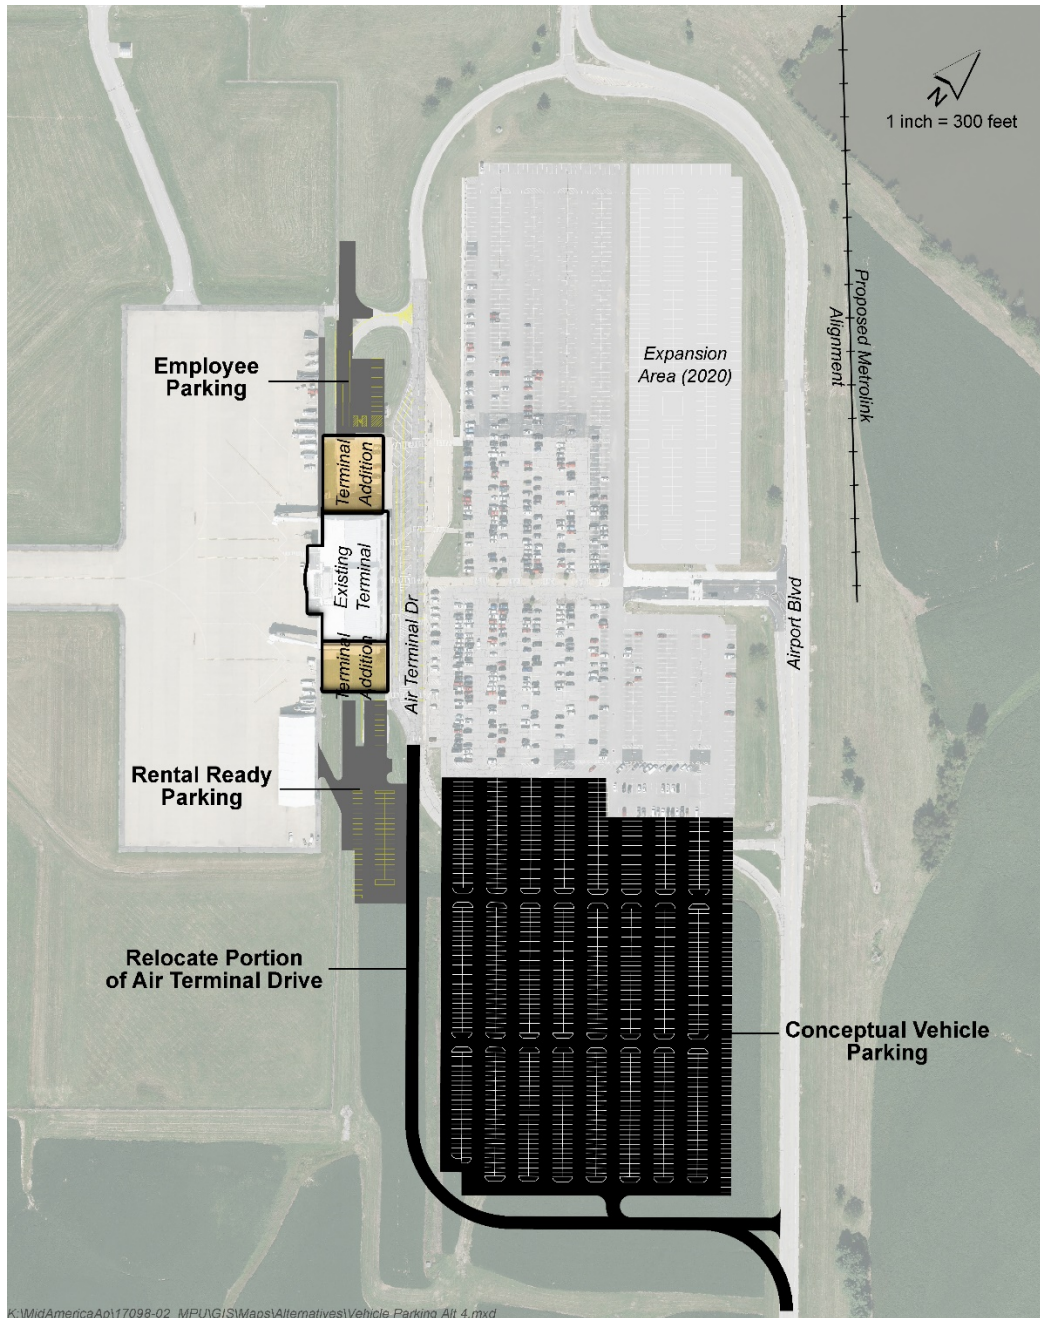 N
1 inch = 300 feet
Proposed Metrolink
Alignment
Employee
Parking
Expansion
Area (2020)
Terminal
Addition
Existing
Terminal
Terminal
Addition
Air Terminal Dr
Airport Blvd
Rental Ready
Parking
Relocate Portion
of Air Terminal Drive
Conceptual Vehicle
Parking
K:\MidAmericaAp\17098-02_MPU\GIS\Maps\Alternatives\Vehicle Parking Alt 4.mxd